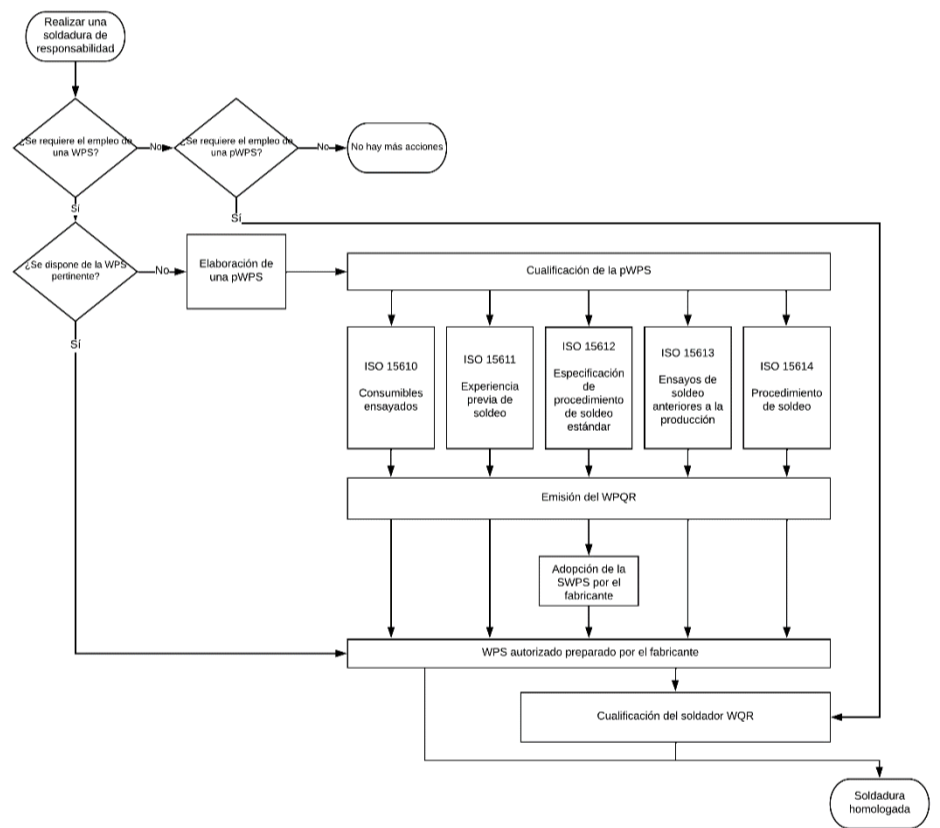 Realizar una
soldadura de
responsabilidad
¿Se requiere el empleo de
una WPS?
No
¿Se requiere el empleo de
una pWPS?
No
No hay más acciones
Sí
Sí
¿Se dispone de la WPS
pertinente?
No
Elaboración de
una pWPS
Cualificación de la pWPS
Sí
ISO 15610
Consumibles
ensayados
ISO 15611
Experiencia
previa de
soldeo
ISO 15612
Especificación
de
procedimiento
de soldeo
estándar
ISO 15613
Ensayos de
soldeo
anteriores a la
producción
ISO 15614
Procedimiento
de soldeo
Emisión del WPQR
Adopción de la
SWPS por el
fabricante
WPS autorizado preparado por el fabricante
Cualificación del soldador WQR
Soldadura
homologada